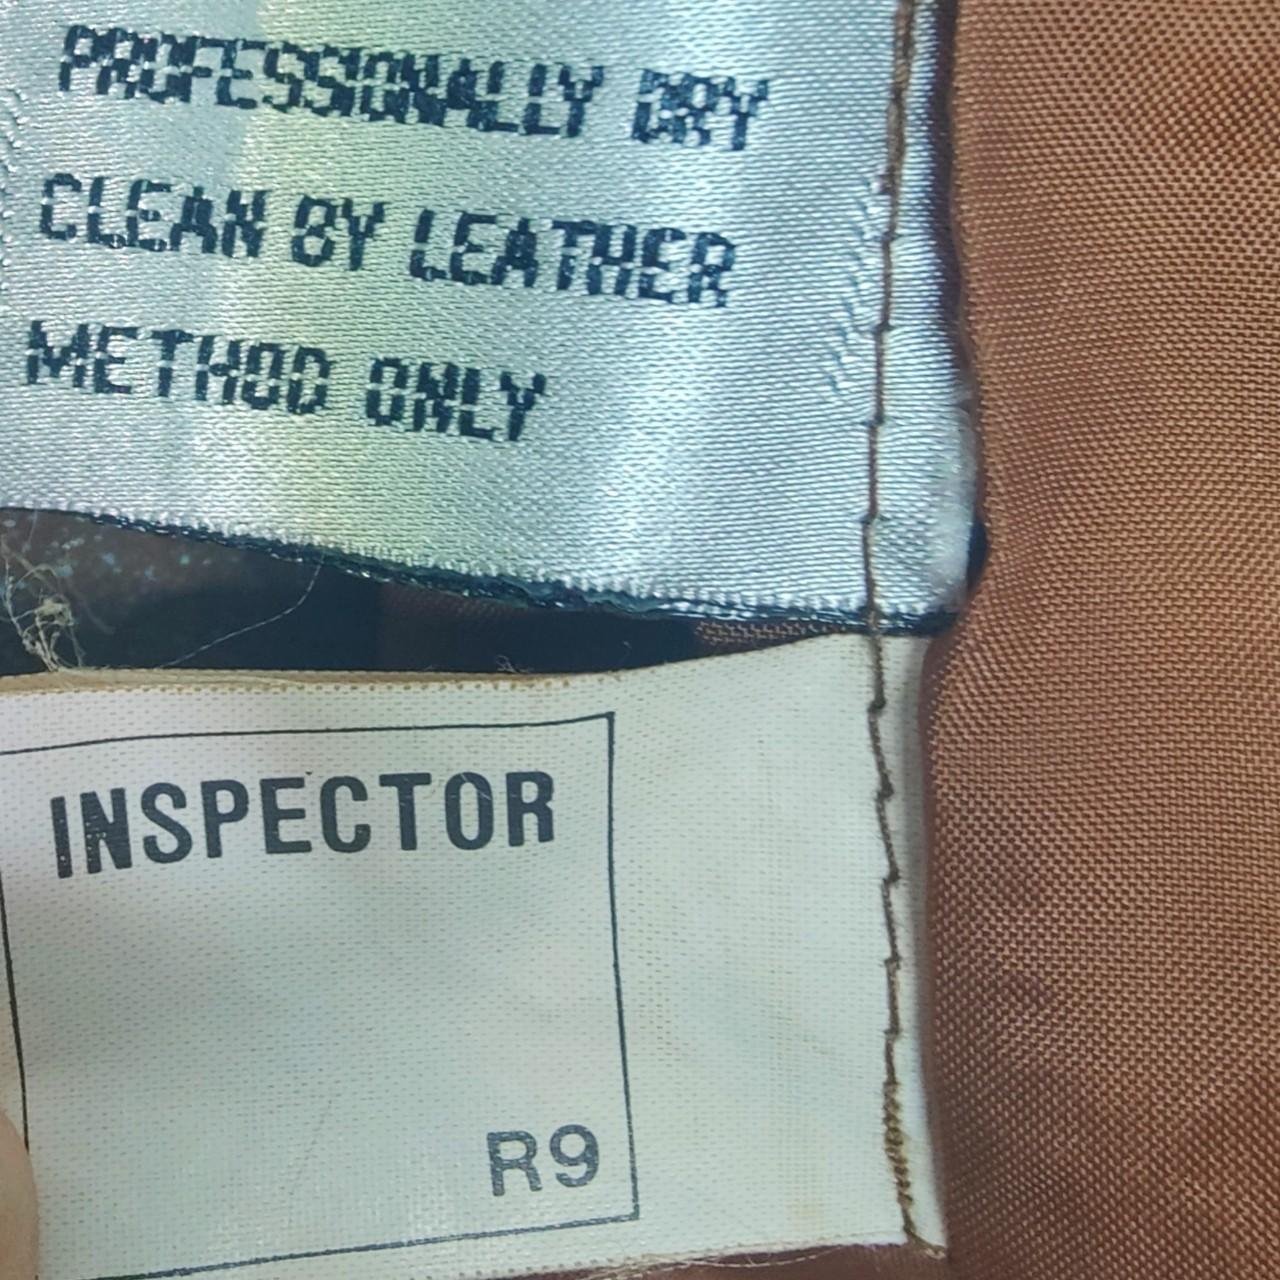 PROFESSIONALLY DRY
CLEAN BY LEATHER
METHOD ONLY
INSPECTOR
R9